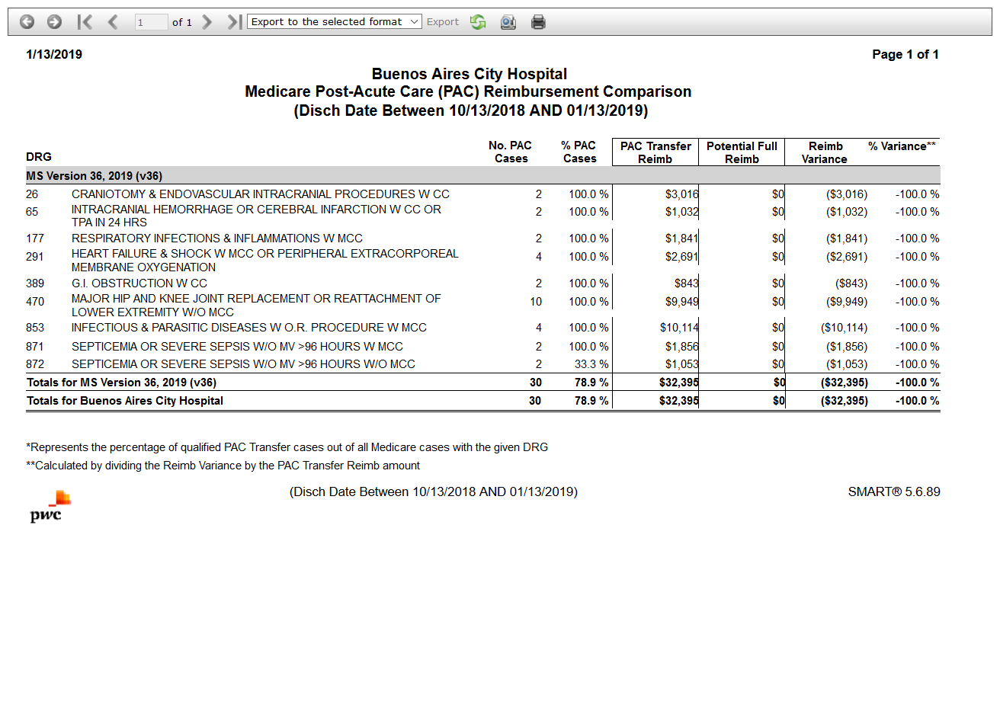 1 of 1 Export to the selected format Export
1/13/2019 Page 1 of 1
Buenos Aires City Hospital
Medicare Post-Acute Care (PAC) Reimbursement Comparison
(Disch Date Between 10/13/2018 AND 01/13/2019)
No. PAC % PAC PAC Transfer Potential Full Reimb % Variance**
DRG Cases Cases Reimb Reimb Variance
MS Version 36, 2019 (v36)
26 CRANIOTOMY & ENDOVASCULAR INTRACRANIAL PROCEDURES W CC 2 100.0 % $3,016 $0 ($3,016) -100.0 %
65 INTRACRANIAL HEMORRHAGE OR CEREBRAL INFARCTION W CC OR 2 100.0 % $1,032 $0 ($1,032) -100.0 %
TPA IN 24 HRS
177 RESPIRATORY INFECTIONS & INFLAMMATIONS W MCC 2 100.0 % $1,841 $0 ($1,841) -100.0 %
291 HEART FAILURE & SHOCK W MCC OR PERIPHERAL EXTRACORPOREAL 4 100.0 % $2,691 $0 ($2,691) -100.0 %
MEMBRANE OXYGENATION
389 G.I. OBSTRUCTION W CC 2 100.0 % $843 $0 ($843) -100.0 %
470 MAJOR HIP AND KNEE JOINT REPLACEMENT OR REATTACHMENT OF 10 100.0 % $9,949 $0 ($9,949) -100.0 %
LOWER EXTREMITY W/O MCC
853 INFECTIOUS & PARASITIC DISEASES W O.R. PROCEDURE W MCC 4 100.0 % $10,114 $0 ($10,114) -100.0 %
871 SEPTICEMIA OR SEVERE SEPSIS W/O MV >96 HOURS W MCC 2 100.0 % $1,856 $0 ($1,856) -100.0 %
872 SEPTICEMIA OR SEVERE SEPSIS W/O MV >96 HOURS W/O MCC 2 33.3 % $1,053 $0 ($1,053) -100.0 %
Totals for MS Version 36, 2019 (v36) 30 78.9 % $32,395 $0 ($32,395) -100.0 %
Totals for Buenos Aires City Hospital 30 78.9 % $32,395 $0 ($32,395) -100.0 %
*Represents the percentage of qualified PAC Transfer cases out of all Medicare cases with the given DRG
**Calculated by dividing the Reimb Variance by the PAC Transfer Reimb amount
(Disch Date Between 10/13/2018 AND 01/13/2019) SMART® 5.6.89
pwc